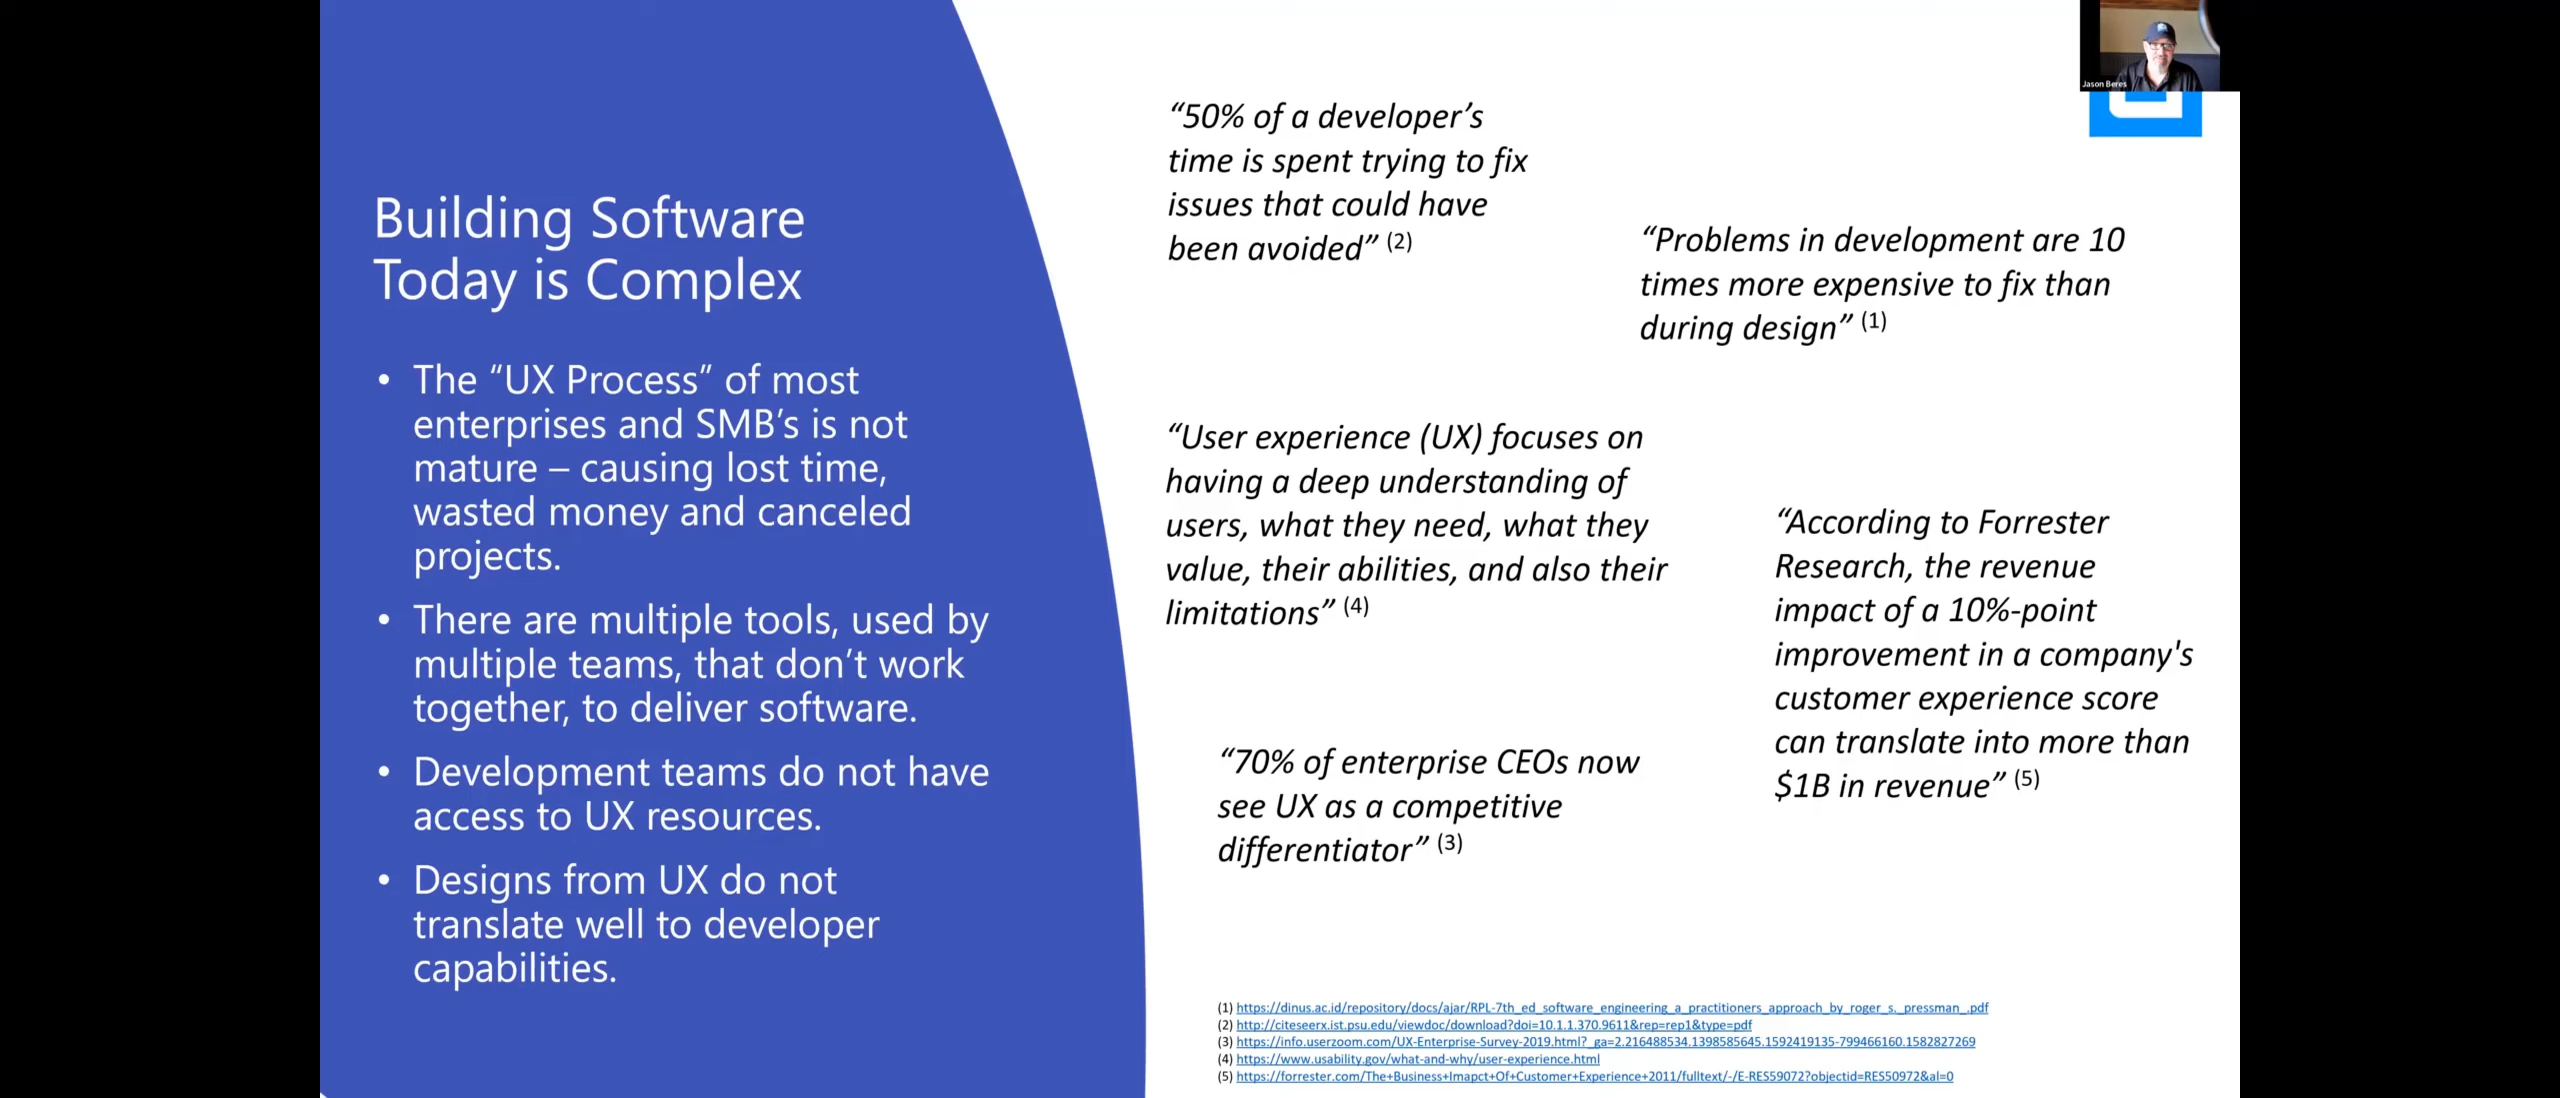 Building Software
Today is Complex
• The “UX Process” of most
enterprises and SMB’s is not
mature – causing lost time,
wasted money and canceled
projects.
• There are multiple tools, used by
multiple teams, that don’t work
together, to deliver software.
• Development teams do not have
access to UX resources.
• Designs from UX do not
translate well to developer
capabilities.
“50% of a developer’s
time is spent trying to fix
issues that could have
been avoided” (2)
“Problems in development are 10
times more expensive to fix than
during design” (1)
“User experience (UX) focuses on
having a deep understanding of
users, what they need, what they
value, their abilities, and also their
limitations” (4)
“According to Forrester
Research, the revenue
impact of a 10%-point
improvement in a company's
customer experience score
can translate into more than
$1B in revenue” (5)
“70% of enterprise CEOs now
see UX as a competitive
differentiator” (3)
(1) https://dinus.ac.id/repository/docs/ajar/RPL-7th_ed_software_engineering_a_practitioners_approach_by_roger_s._pressman_.pdf
(2) http://citeseerx.ist.psu.edu/viewdoc/download?doi=10.1.1.370.9611&rep=rep1&type=pdf
(3) https://info.userzoom.com/UX-Enterprise-Survey-2019.html?_ga=2.216488534.1398585645.1592419135-799466160.1582827269
(4) https://www.usability.gov/what-and-why/user-experience.html
(5) https://forrester.com/The+Business+Imapct+Of+Customer+Experience+2011/fulltext/-/E-RES59072?objectid=RES50972&al=0
Jason Beres